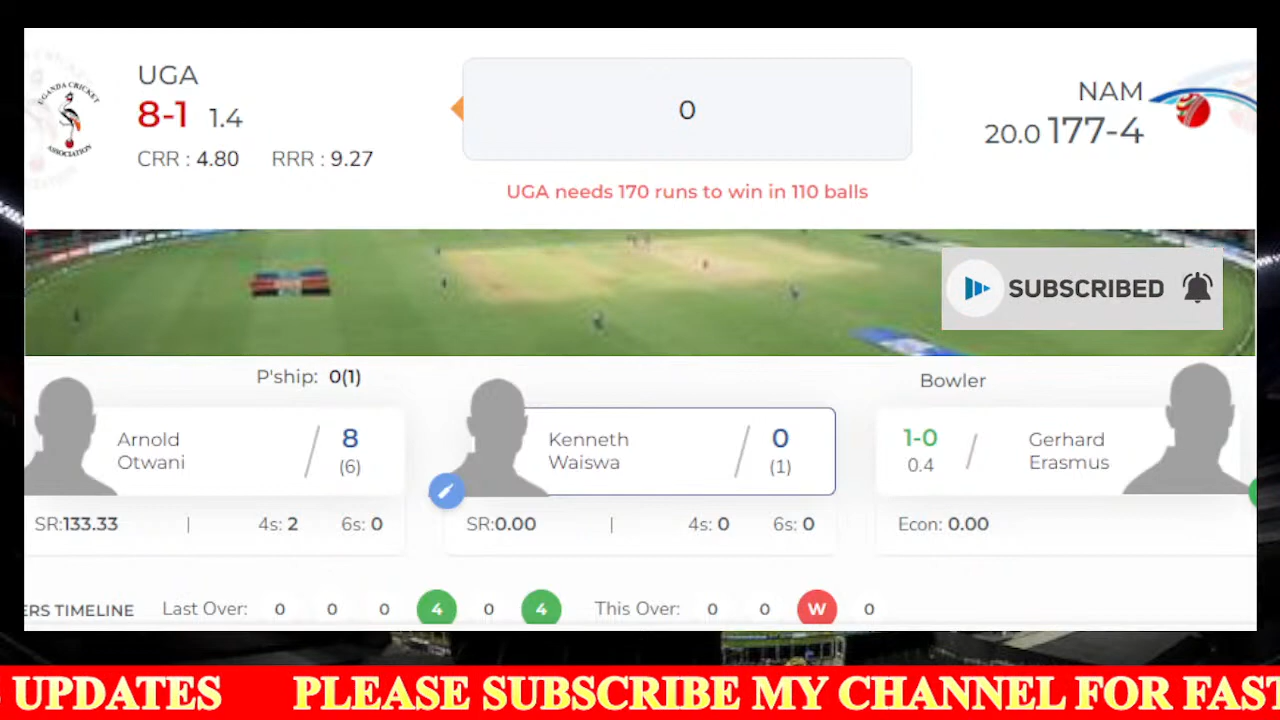 UGANDA CRICKET
ASSOCIATION
UGA
8-1 1.4
CRR : 4.80 RRR : 9.27
0
UGA needs 170 runs to win in 110 balls
NAM
20.0 177-4
SUBSCRIBED
P'ship: 0(1)
Arnold
Otwani
8
(6)
SR:133.33 | 4s: 2 6s: 0
Kenneth
Waiswa
0
(1)
SR:0.00 | 4s: 0 6s: 0
Bowler
1-0
0.4
Gerhard
Erasmus
Econ: 0.00
ERS TIMELINE Last Over: 0 0 0 4 0 4 This Over: 0 0 W 0
UPDATES PLEASE SUBSCRIBE MY CHANNEL FOR FAST